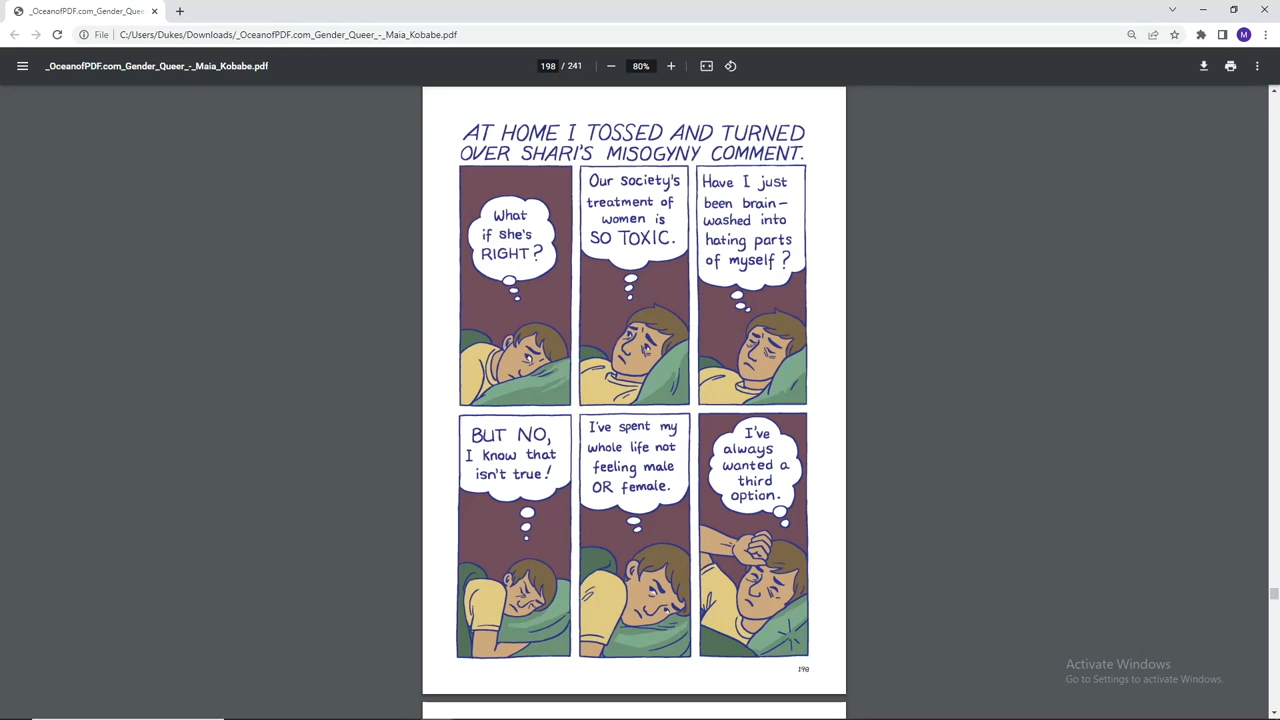 _OceanofPDF.com_Gender_Quee
File
C:/Users/Dukes/Downloads/_OceanofPDF.com_Gender_Queer_-_Maia_Kobabe.pdf
M
_OceanofPDF.com_Gender_Queer_-_Maia_Kobabe.pdf
198 / 241
80%
AT HOME I TOSSED AND TURNED
OVER SHARI'S MISOGYNY COMMENT.
What
if she's
RIGHT?
Our society's
treatment of
women is
SO TOXIC.
Have I just
been brain-
washed into
hating parts
of myself?
BUT NO,
I know that
isn't true!
I've spent my
whole life not
feeling male
OR female.
I've
always
wanted a
third
option.
198
Activate Windows
Go to Settings to activate Windows.